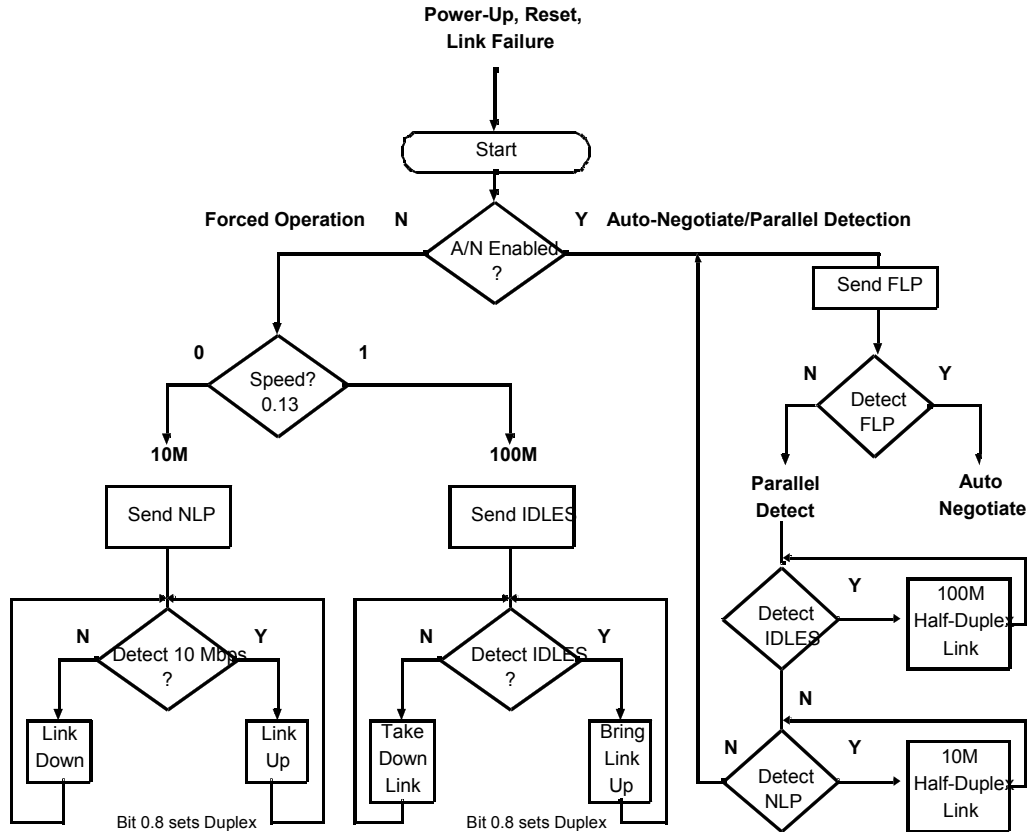 Power-Up, Reset,
Link Failure
Start
Forced Operation
N
Y
Auto-Negotiate/Parallel Detection
A/N Enabled
?
Send FLP
0
1
Speed?
0.13
N
Y
Detect
FLP
10M
100M
Parallel
Detect
Auto
Negotiate
Send NLP
Send IDLES
N
Y
Detect 10 Mbps
?
N
Y
Detect IDLES
?
Y
Detect
IDLES
100M
Half-Duplex
Link
N
Link
Down
Link
Up
Take
Down
Link
Bring
Link
Up
N
Y
Detect
NLP
10M
Half-Duplex
Link
Bit 0.8 sets Duplex
Bit 0.8 sets Duplex